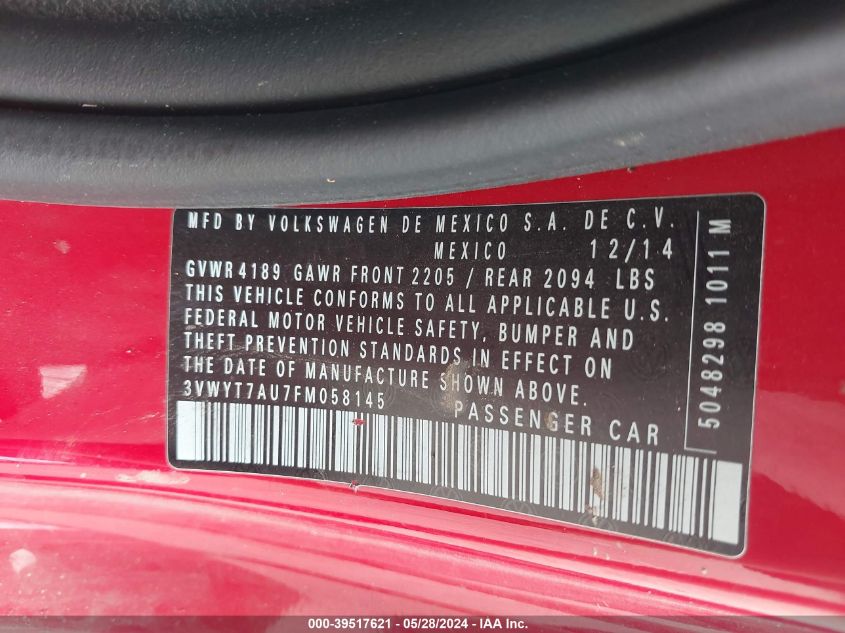 MFD BY VOLKSWAGEN DE MEXICO S.A. DE C.V.
MEXICO 12/14
GVWR 4189 GAWR FRONT 2205 / REAR 2094 LBS
THIS VEHICLE CONFORMS TO ALL APPLICABLE U.S.
FEDERAL MOTOR VEHICLE SAFETY, BUMPER AND
THEFT PREVENTION STANDARDS IN EFFECT ON
THE DATE OF MANUFACTURE SHOWN ABOVE.
3VWYT7AU7FM058145 PASSENGER CAR
5048298 1011 M
000-39517621 / 05/28/2024 - IAA Inc.